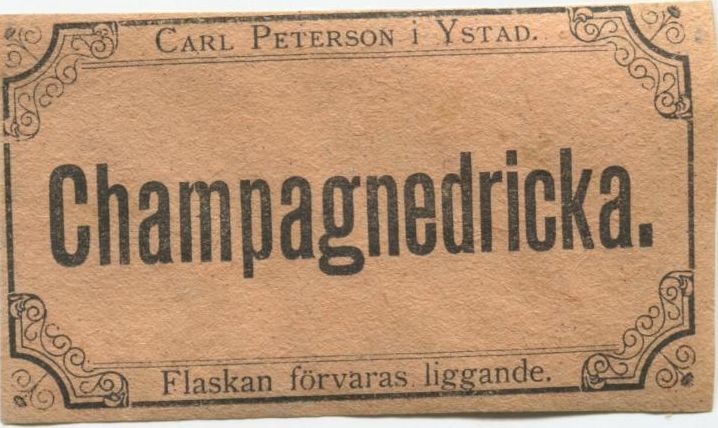 Carl Peterson i Ystad.
Champagnedricka.
Flaskan förvaras liggande.